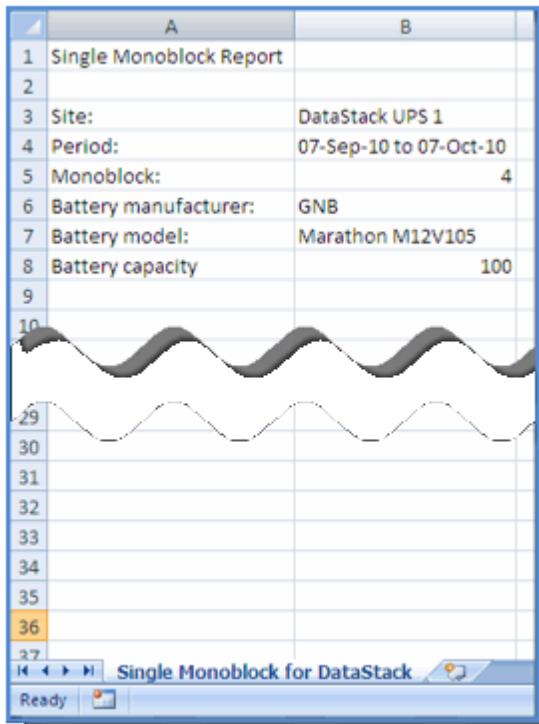 A B
1 Single Monoblock Report
2
3 Site: DataStack UPS 1
4 Period: 07-Sep-10 to 07-Oct-10
5 Monoblock: 4
6 Battery manufacturer: GNB
7 Battery model: Marathon M12V105
8 Battery capacity 100
9
10
29
30
31
32
33
34
35
36
37
Single Monoblock for DataStack
Ready